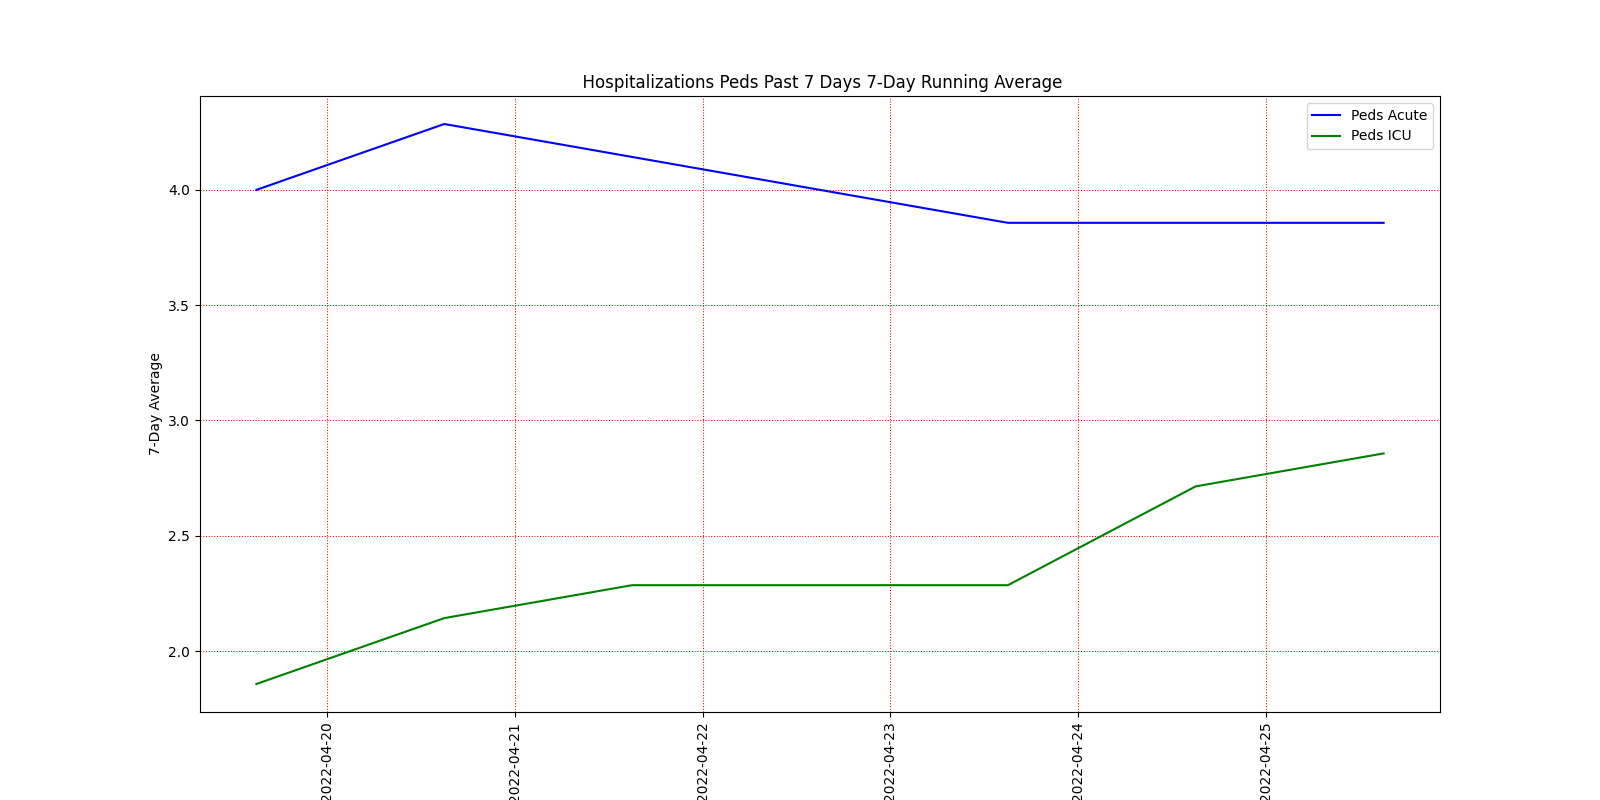 Hospitalizations Peds Past 7 Days 7-Day Running Average
Peds Acute
Peds ICU
4.0
3.5
3.0
2.5
2.0
7-Day Average
2022-04-20
2022-04-21
2022-04-22
2022-04-23
2022-04-24
2022-04-25